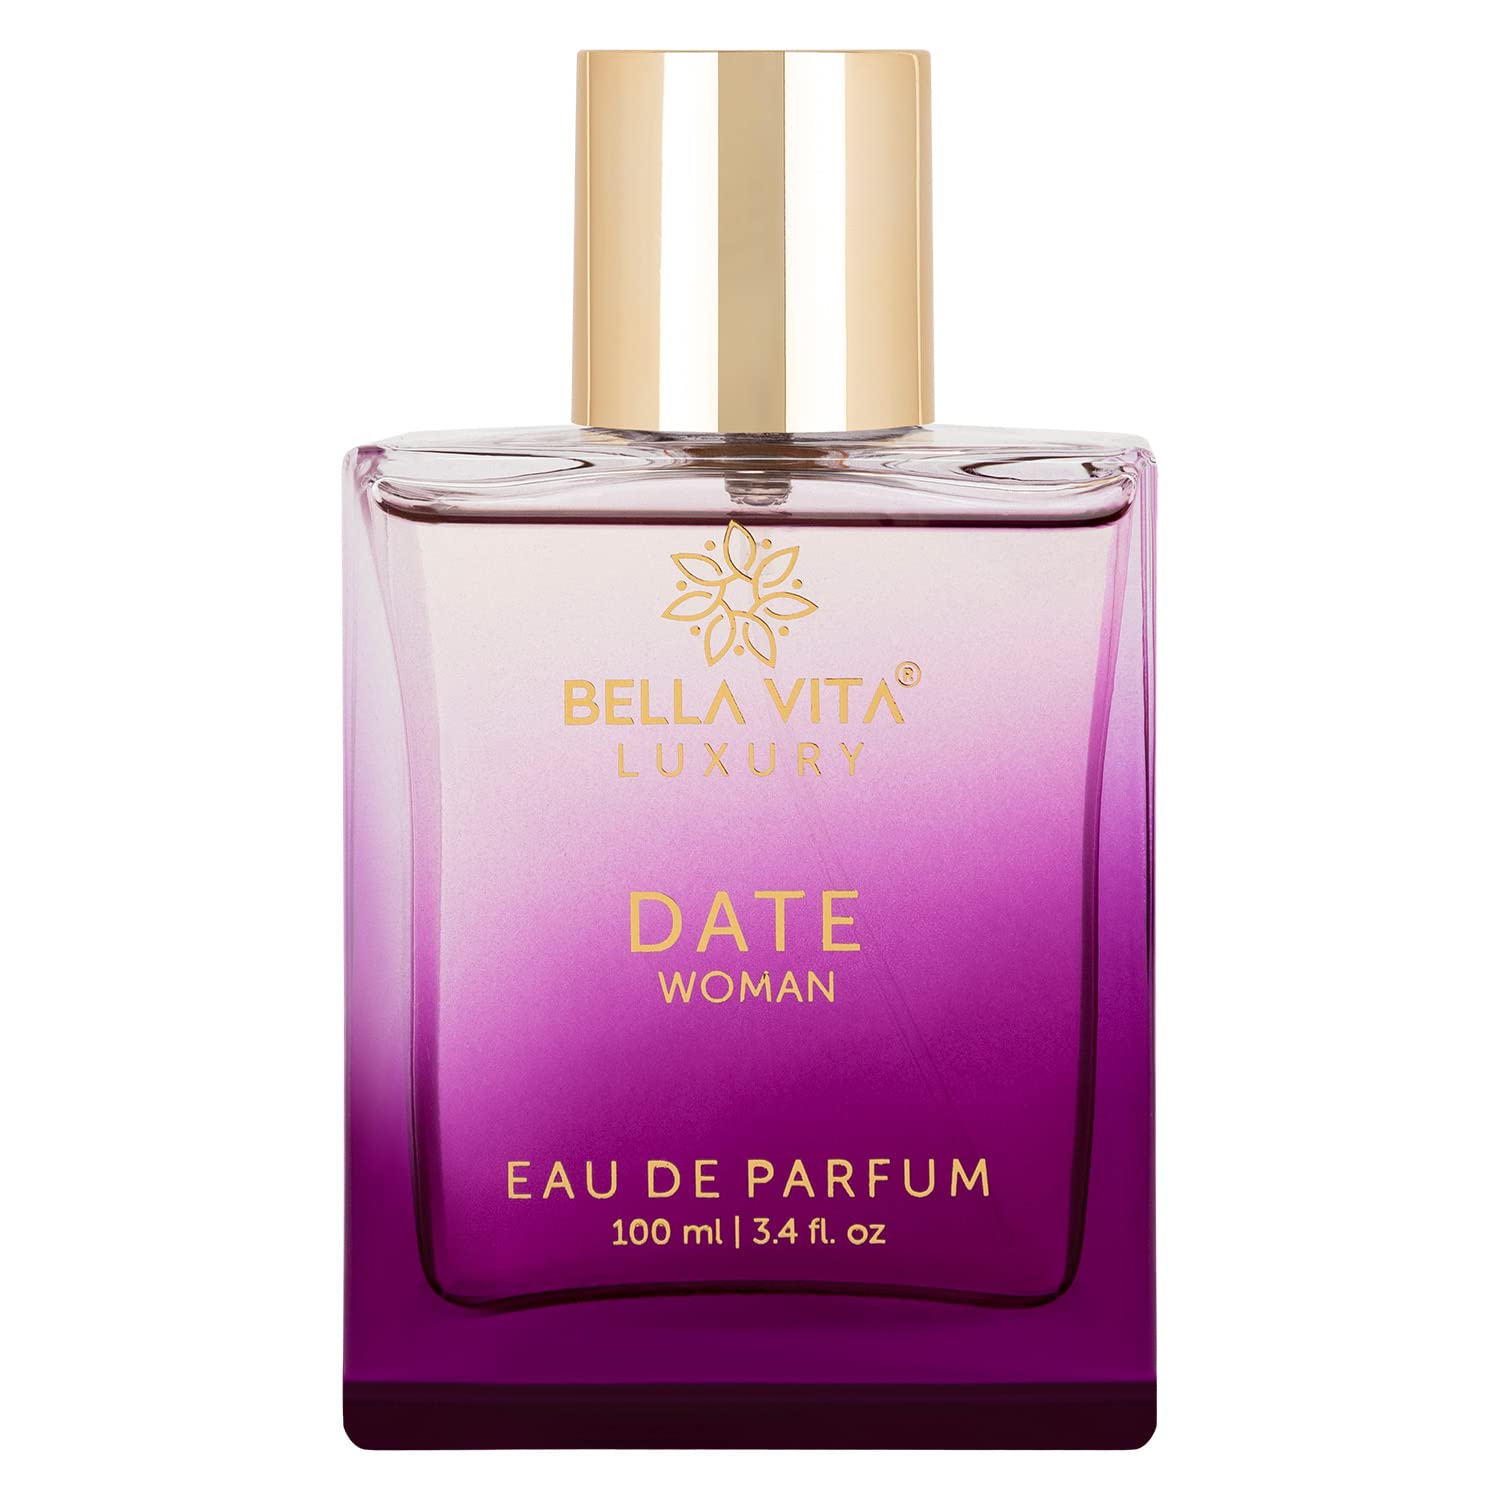 BELLA VITA®
LUXURY
DATE
WOMAN
EAU DE PARFUM
100 ml | 3.4 fl. oz